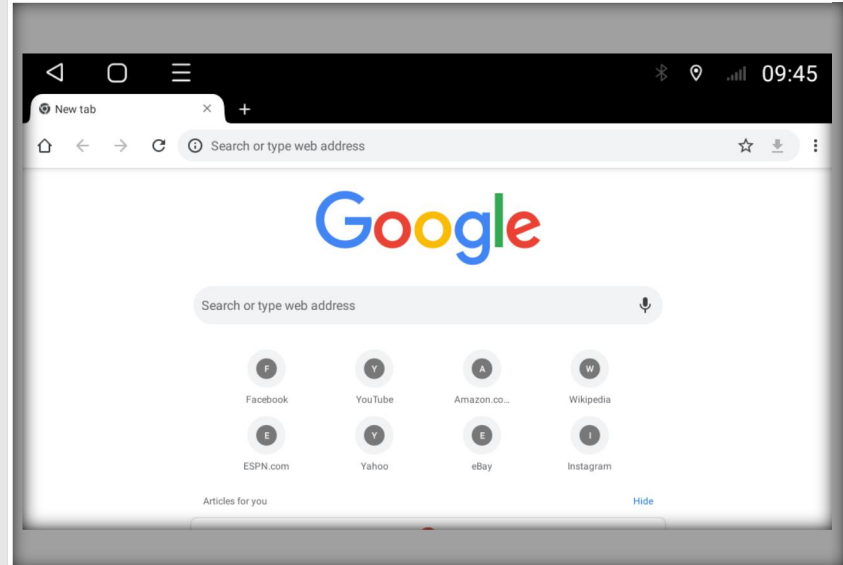 09:45
New tab
Search or type web address
Google
Search or type web address
F Y A W
Facebook YouTube Amazon.co... Wikipedia
E Y E I
ESPN.com Yahoo eBay Instagram
Articles for you Hide